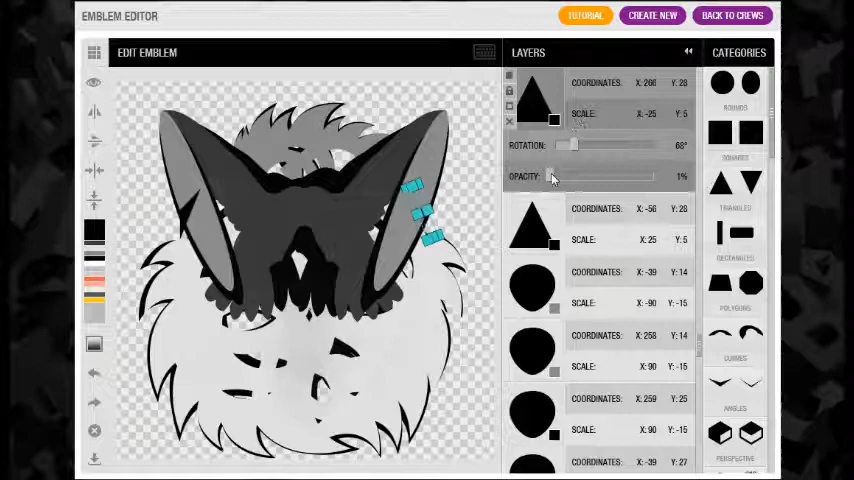 EMBLEM EDITOR
TUTORIAL
CREATE NEW
BACK TO CREWS
EDIT EMBLEM
LAYERS
CATEGORIES
COORDINATES: X: 266 Y: 28
SCALE: X: -25 Y: 5
ROTATION: 68°
OPACITY: 1%
COORDINATES: X: -56 Y: 28
SCALE: X: 25 Y: 5
COORDINATES: X: -39 Y: 14
SCALE: X: -90 Y: -15
COORDINATES: X: 258 Y: 14
SCALE: X: 90 Y: -15
COORDINATES: X: 259 Y: 25
SCALE: X: 90 Y: -15
COORDINATES: X: -39 Y: 27
ROUNDS
SQUARES
TRIANGLES
RECTANGLES
POLYGONS
CURVES
ANGLES
PERSPECTIVE